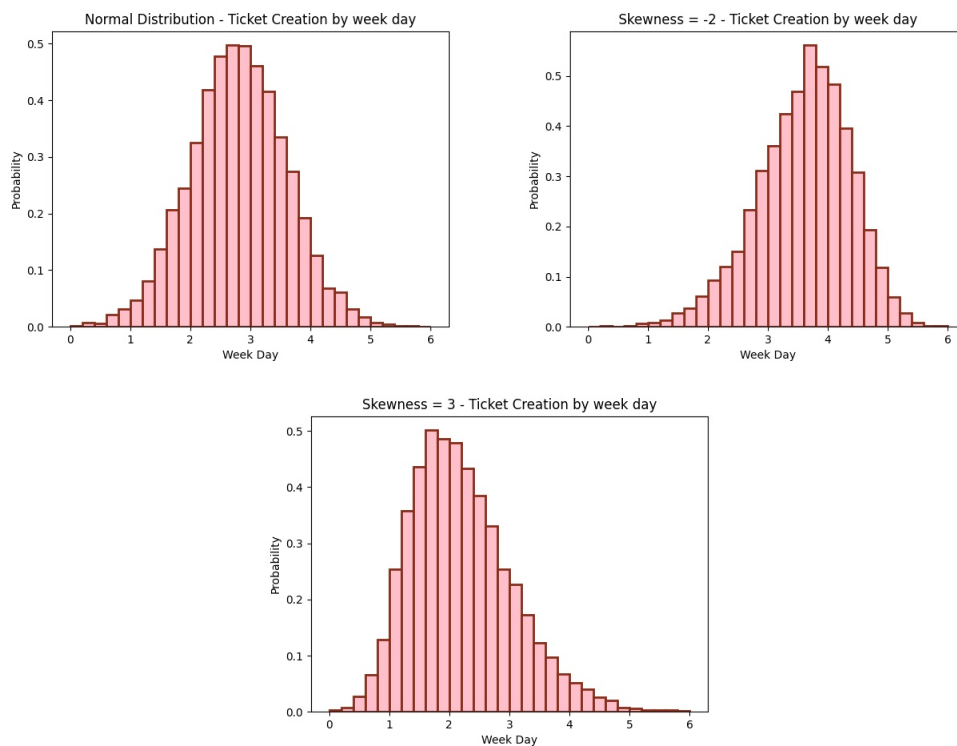 Normal Distribution - Ticket Creation by week day
Probability
0.5
0.4
0.3
0.2
0.1
0.0
0 1 2 3 4 5 6
Week Day
Skewness = -2 - Ticket Creation by week day
Probability
0.5
0.4
0.3
0.2
0.1
0.0
0 1 2 3 4 5 6
Week Day
Skewness = 3 - Ticket Creation by week day
Probability
0.5
0.4
0.3
0.2
0.1
0.0
0 1 2 3 4 5 6
Week Day